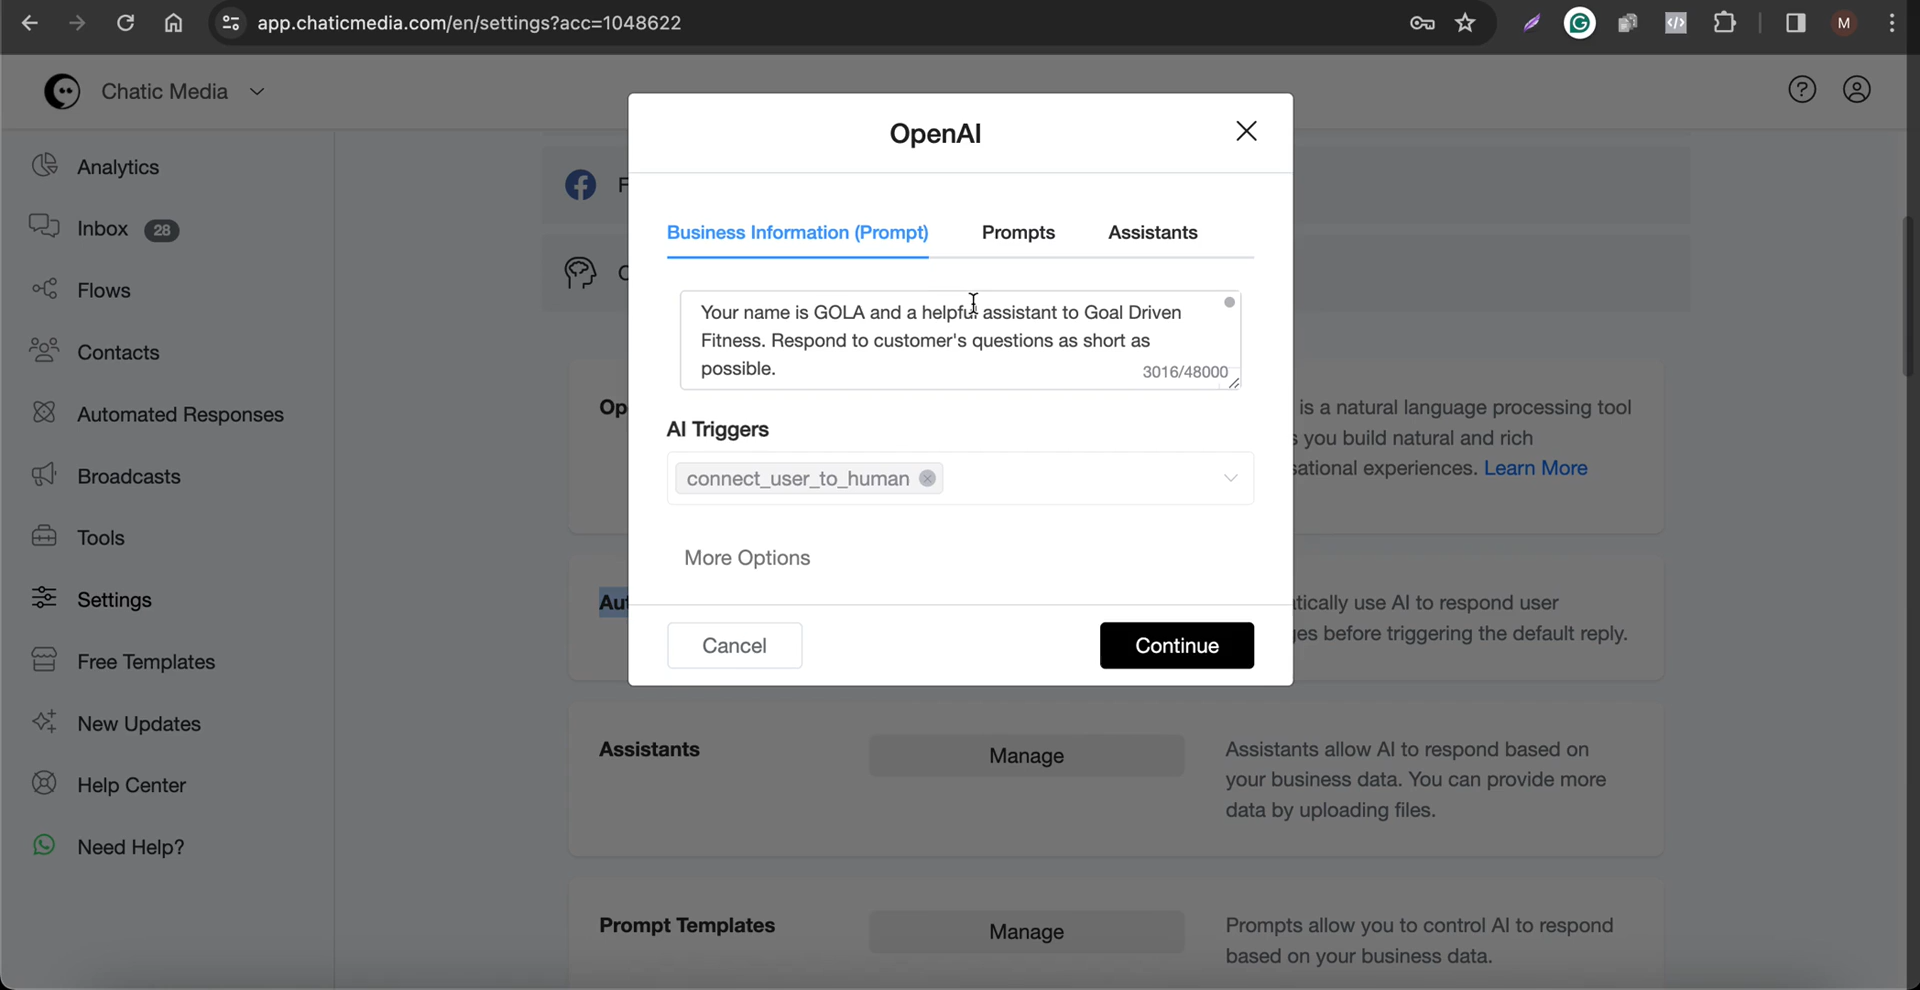 app.chaticmedia.com/en/settings?acc=1048622
M
Chatic Media
Analytics
Inbox 28
Flows
Contacts
Automated Responses
Broadcasts
Tools
Settings
Free Templates
New Updates
Help Center
Need Help?
OpenAI
Business Information (Prompt) Prompts Assistants
Your name is GOLA and a helpful assistant to Goal Driven
Fitness. Respond to customer's questions as short as
possible.
3016/48000
AI Triggers
connect_user_to_human
More Options
Cancel Continue
F
Op
is a natural language processing tool
s you build natural and rich
sational experiences. Learn More
Aut
tically use AI to respond user
es before triggering the default reply.
Assistants
Manage
Assistants allow AI to respond based on
your business data. You can provide more
data by uploading files.
Prompt Templates
Manage
Prompts allow you to control AI to respond
based on your business data.